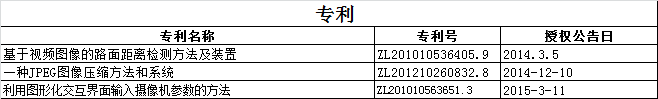 专利
专利名称 专利号 授权公告日
基于视频图像的路面距离检测方法及装置 ZL201010536405.9 2014.3.5
一种JPEG图像压缩方法和系统 ZL201210260832.8 2014-12-10
利用图形化交互界面输入摄像机参数的方法 ZL201010563651.3 2015-3-11